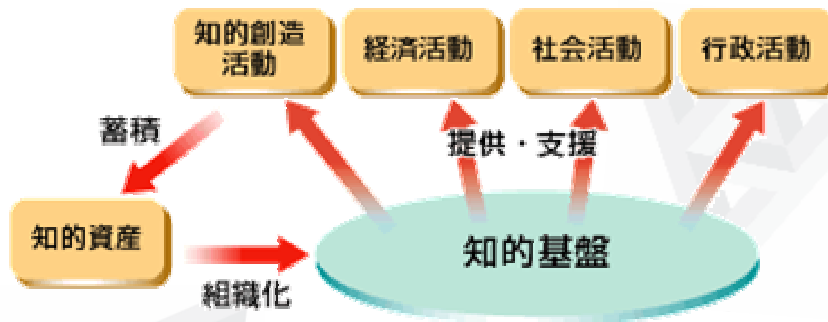 知的創造
活動
経済活動
社会活動
行政活動
蓄積
提供・支援
知的資産
知的基盤
組織化